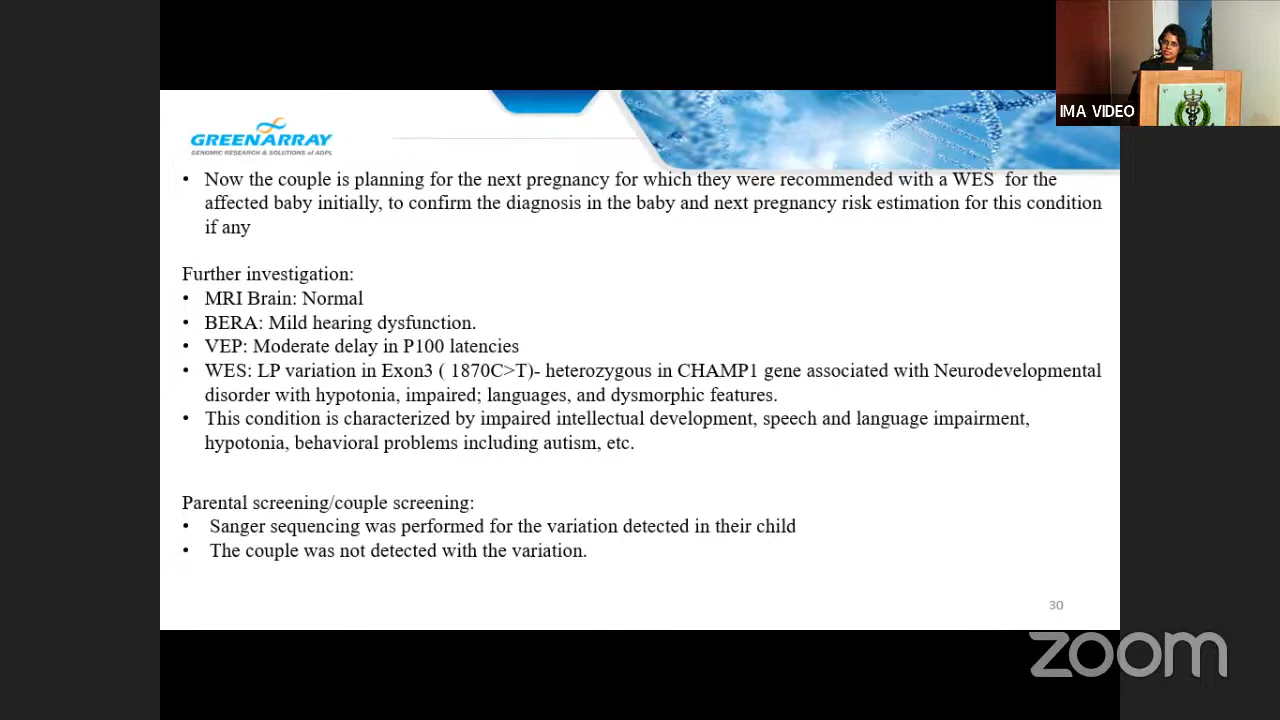 IMA VIDEO
GREENARRAY
GENOMIC RESEARCH & SOLUTIONS of ADPL
• Now the couple is planning for the next pregnancy for which they were recommended with a WES for the
affected baby initially, to confirm the diagnosis in the baby and next pregnancy risk estimation for this condition
if any
Further investigation:
• MRI Brain: Normal
• BERA: Mild hearing dysfunction.
• VEP: Moderate delay in P100 latencies
• WES: LP variation in Exon3 ( 1870C>T)- heterozygous in CHAMP1 gene associated with Neurodevelopmental
disorder with hypotonia, impaired; languages, and dysmorphic features.
• This condition is characterized by impaired intellectual development, speech and language impairment,
hypotonia, behavioral problems including autism, etc.
Parental screening/couple screening:
• Sanger sequencing was performed for the variation detected in their child
• The couple was not detected with the variation.
30
zoom